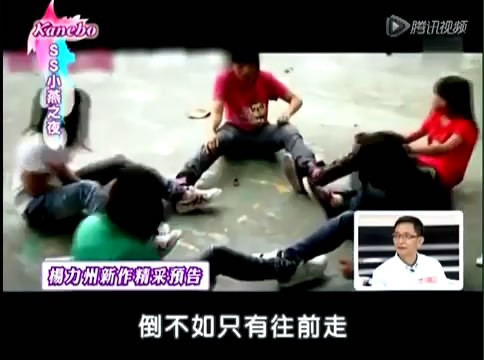 Kanebo
SS小燕之夜
腾讯视频
楊力州新作精采預告
倒不如只有往前走